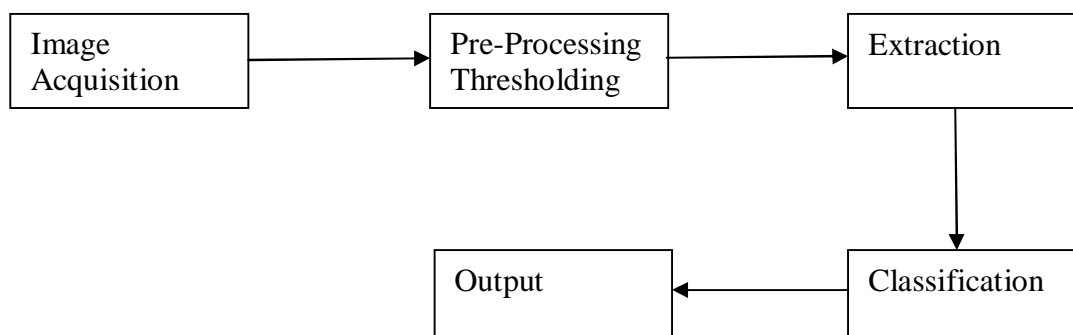 Image
Acquisition
Pre-Processing
Thresholding
Extraction
Classification
Output